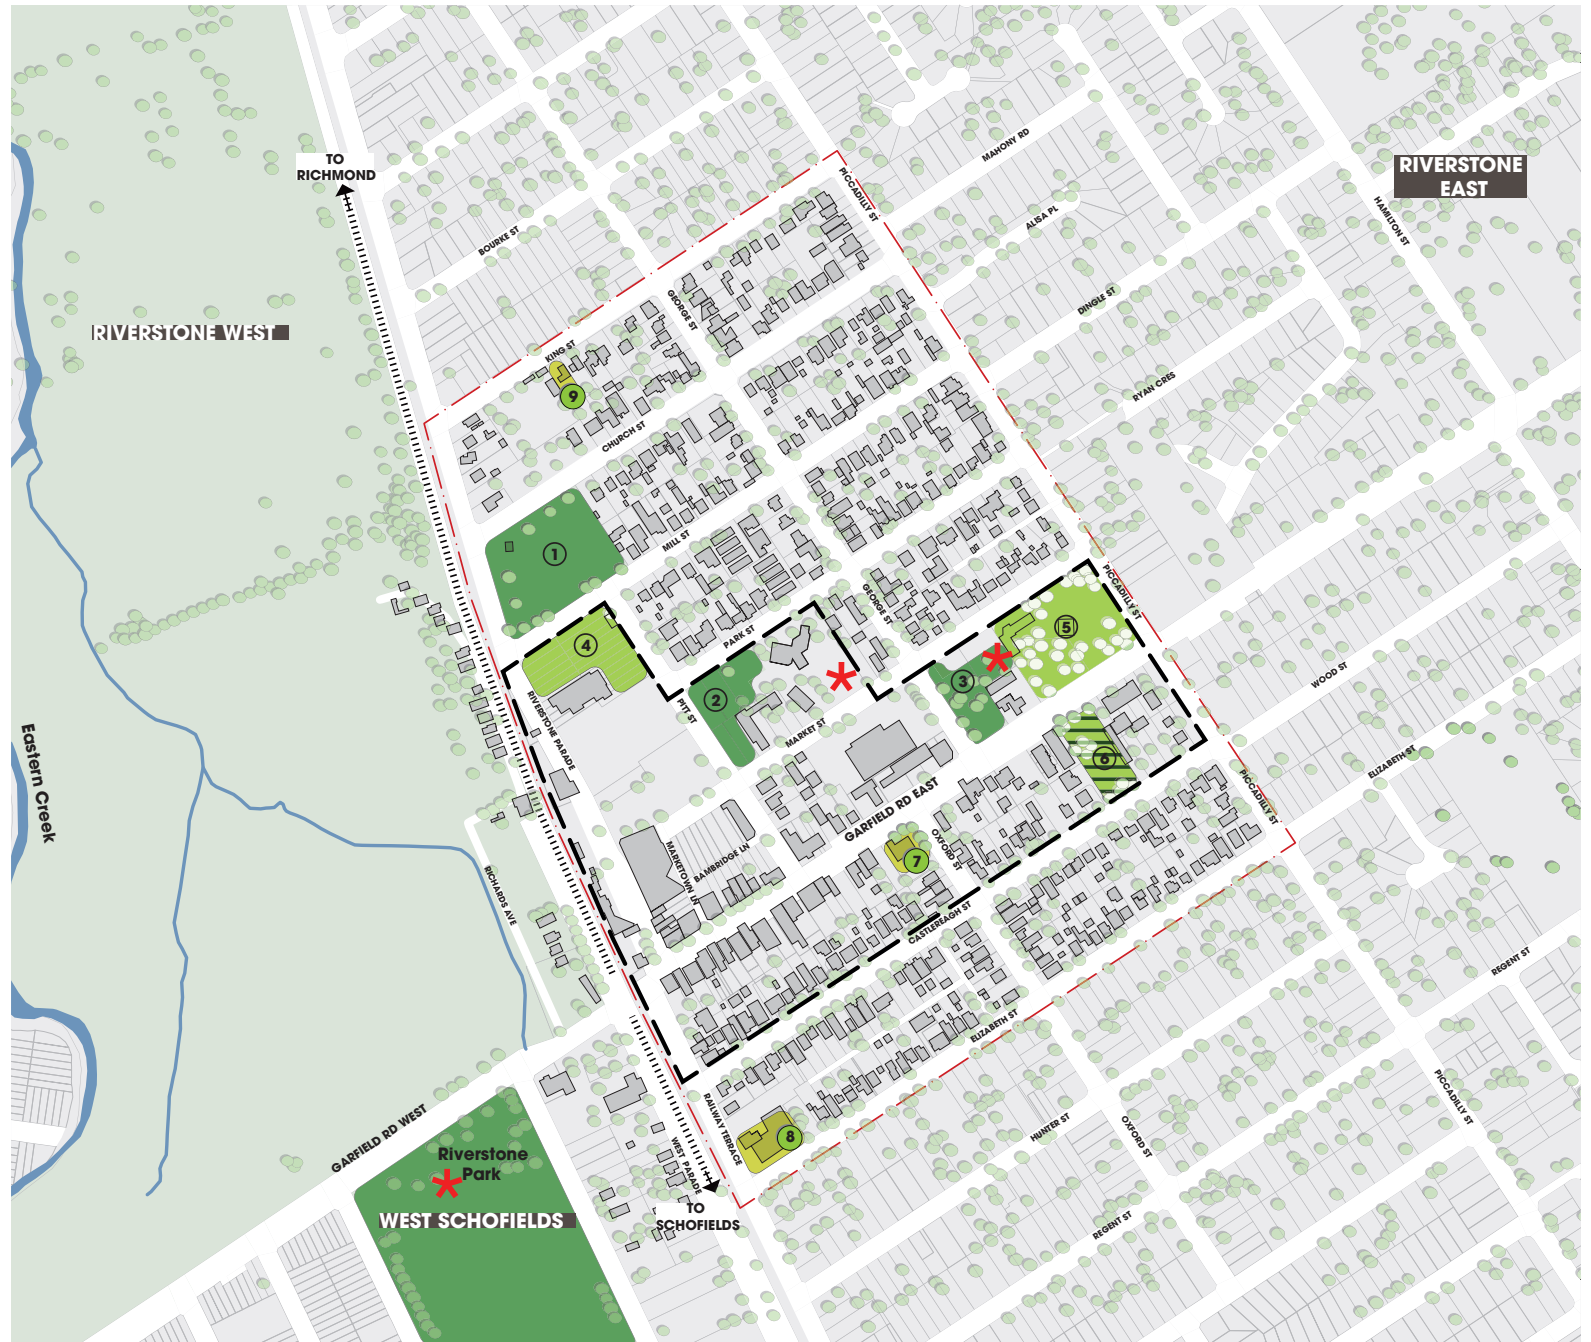 TO
RICHMOND
RIVERSTONE
EAST
MAHONY RD
PICCADILLY ST
HAMILTON ST
ALISA PL
BOURKE ST
GEORGE ST
DINGLE ST
RIVERSTONE WEST
KING ST
9
RYAN CRES
CHURCH ST
1
MILL ST
GEORGE ST
PICCADILLY ST
4
PARK ST
5
WOOD ST
3
2
PITT ST
RIVERSTONE PARADE
MARKET ST
6
ELIZABETH ST
Eastern Creek
PICCADILLY ST
GARFIELD RD EAST
OXFORD ST
7
MARKETOWN LN
BAMBRIDGE LN
RICHARDS AVE
CASTLEREAGH ST
REGENT ST
ELIZABETH ST
RAILWAY TERRACE
PICCADILLY ST
GARFIELD RD WEST
HUNTER ST
OXFORD ST
8
WEST PARADE
Riverstone
Park
TO
SCHOFIELDS
WEST SCHOFIELDS
REGENT ST